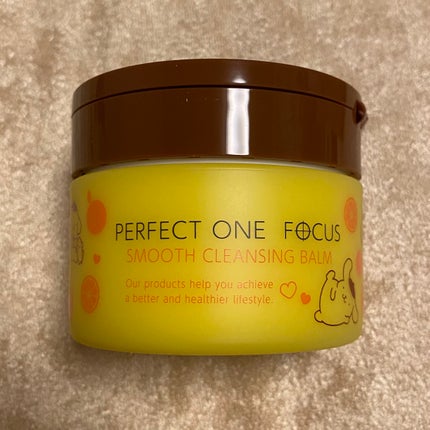 PERFECT ONE FOCUS
SMOOTH CLEANSING BALM
Our products help you achieve
a better and healthier lifestyle.